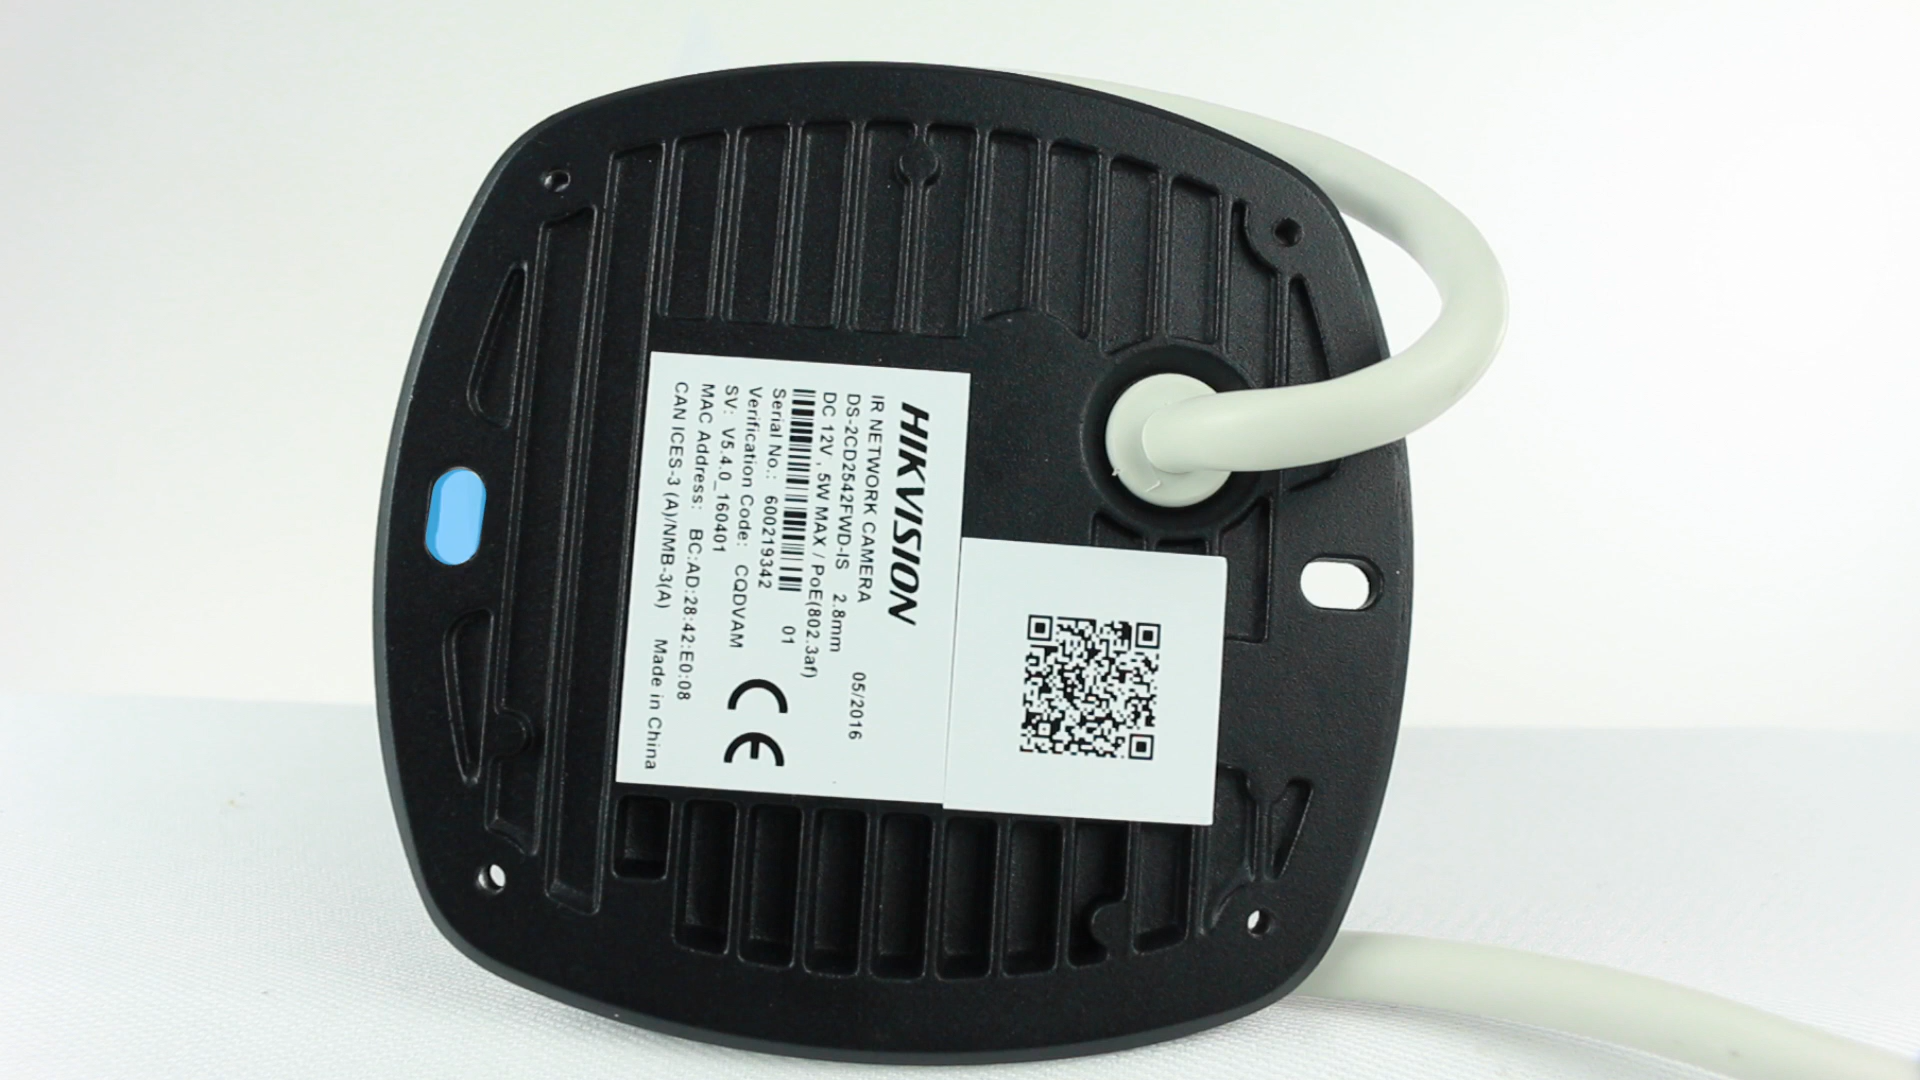 HIKVISION
IR NETWORK CAMERA
DS-2CD2542FWD-IS 2.8mm 05/2016
DC 12V , 5W MAX / PoE(802.3af)
01
Serial No.: 600219342
Verification Code: CQDVAM
SV: V5.4.0_160401
MAC Address: BC:AD:28:42:E0:08
CAN ICES-3 (A)/NMB-3(A) Made in China
CE